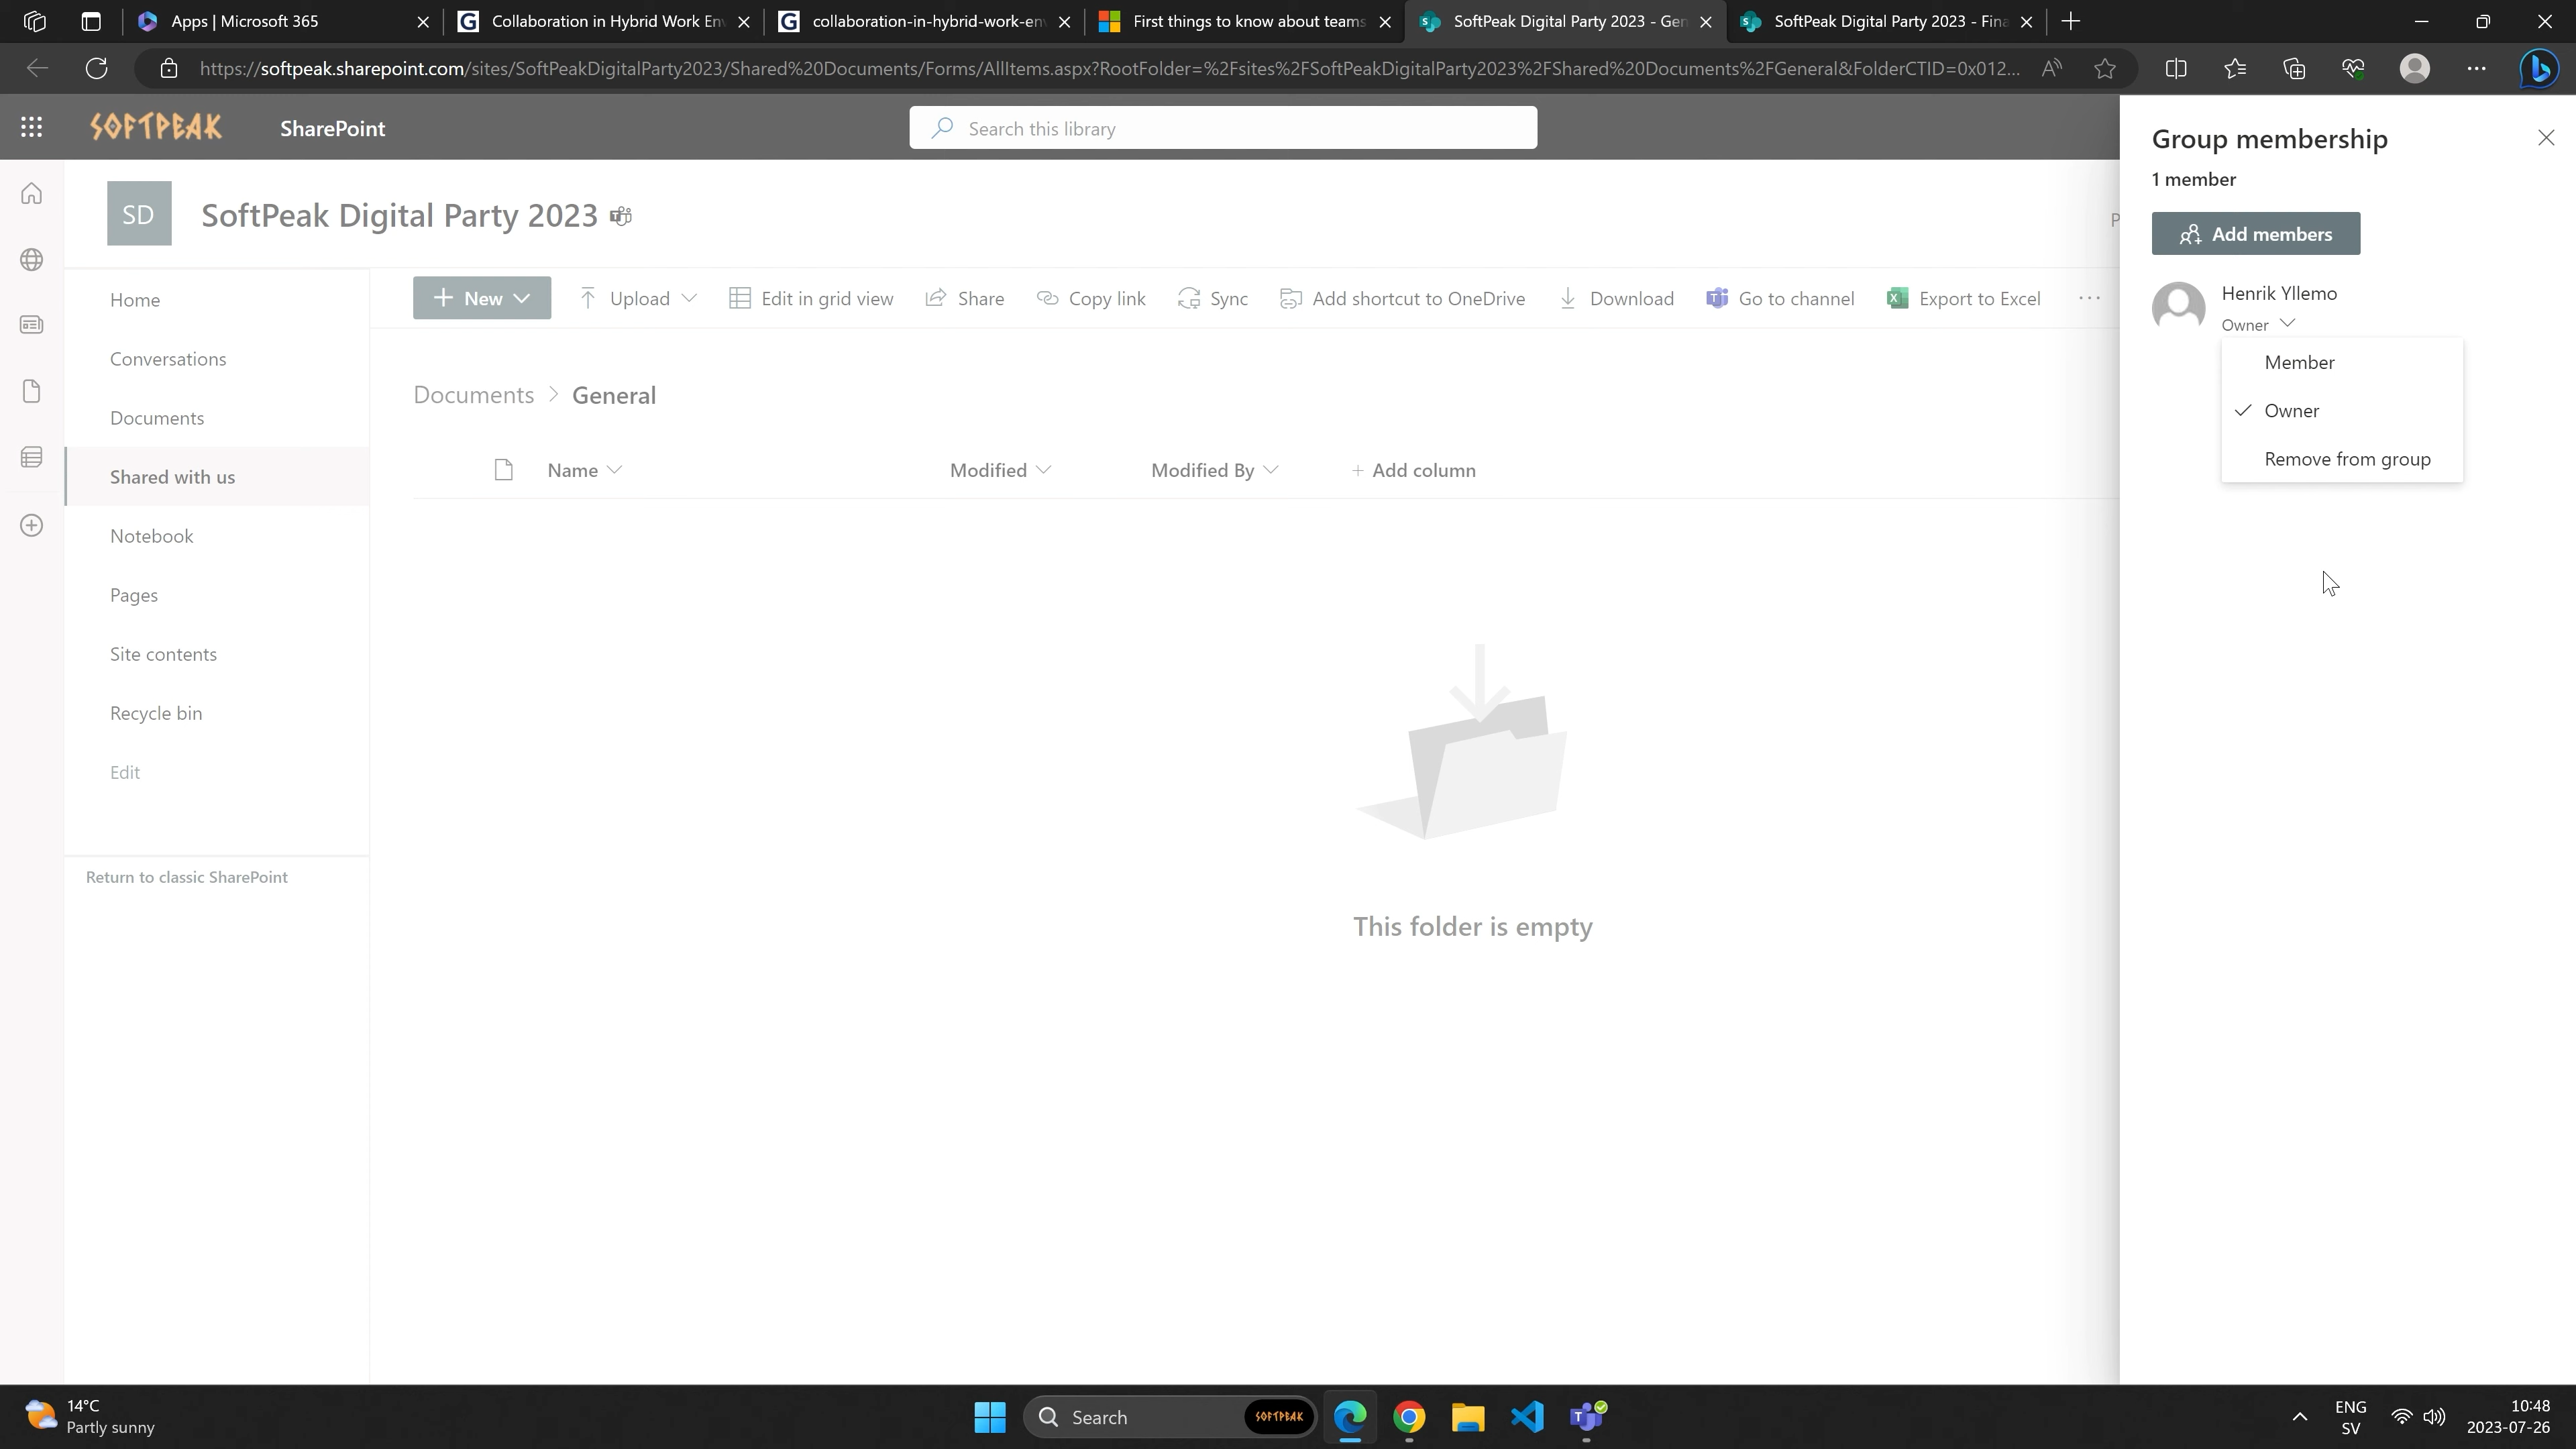 Apps | Microsoft 365
Collaboration in Hybrid Work En
collaboration-in-hybrid-work-en
First things to know about teams
SoftPeak Digital Party 2023 - Gen
SoftPeak Digital Party 2023 - Fina
https://softpeak.sharepoint.com/sites/SoftPeakDigitalParty2023/Shared%20Documents/Forms/AllItems.aspx?RootFolder=%2Fsites%2FSoftPeakDigitalParty2023%2FShared%20Documents%2FGeneral&FolderCTID=0x012...
SOFTPEAK
SharePoint
Search this library
SD
SoftPeak Digital Party 2023
P
Home
Conversations
Documents
Shared with us
Notebook
Pages
Site contents
Recycle bin
Edit
Return to classic SharePoint
New
Upload
Edit in grid view
Share
Copy link
Sync
Add shortcut to OneDrive
Download
Go to channel
Export to Excel
Documents > General
Name
Modified
Modified By
+ Add column
This folder is empty
Group membership
1 member
Add members
Henrik Yllemo
Owner
Member
Owner
Remove from group
14°C
Partly sunny
Search
SOFTPEAK
ENG
SV
10:48
2023-07-26